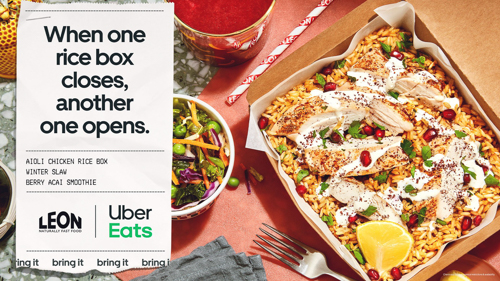 When one
rice box
closes,
another
one opens.
AIOLI CHICKEN RICE BOX
WINTER SLAW
BERRY ACAI SMOOTHIE
LEON
NATURALLY FAST FOOD
Uber
Eats
ing it bring it bring it bring i